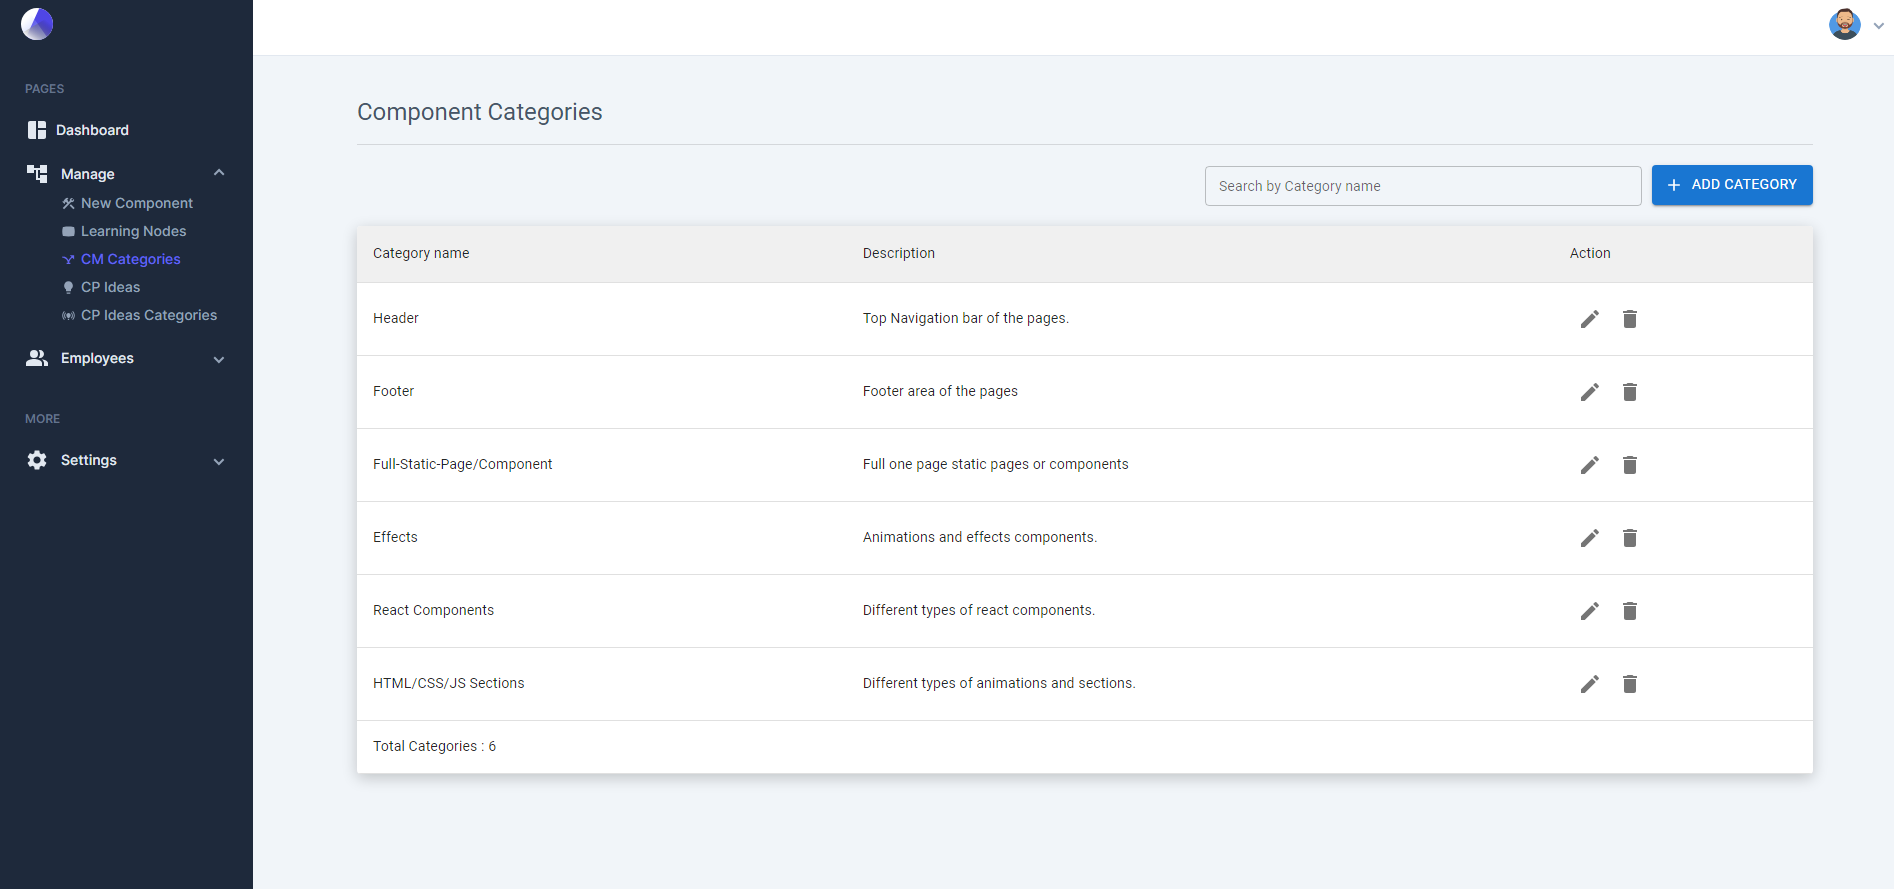 PAGES
Dashboard
Manage
New Component
Learning Nodes
CM Categories
CP Ideas
CP Ideas Categories
Employees
MORE
Settings
Component Categories
Search by Category name
ADD CATEGORY
Category name Description Action
Header Top Navigation bar of the pages.
Footer Footer area of the pages
Full-Static-Page/Component Full one page static pages or components
Effects Animations and effects components.
React Components Different types of react components.
HTML/CSS/JS Sections Different types of animations and sections.
Total Categories : 6